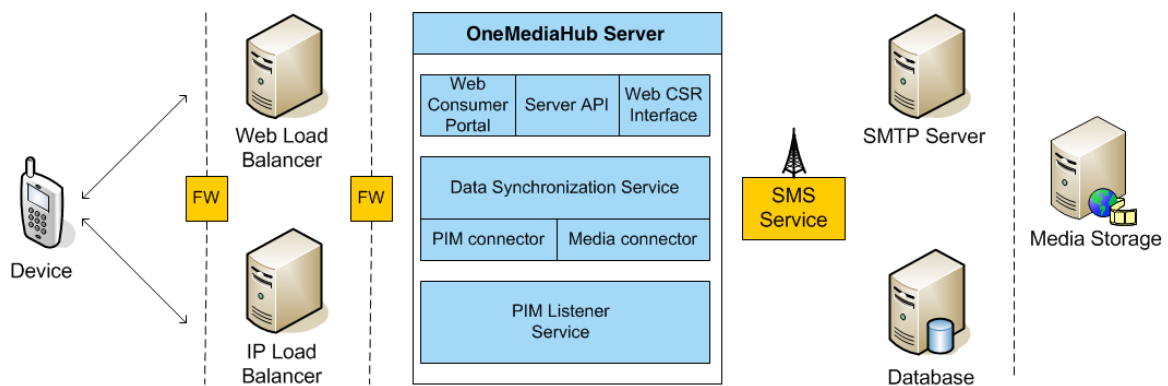 OneMediaHub Server
Web
Consumer
Portal
Server API
Web CSR
Interface
Web Load
Balancer
SMTP Server
FW
FW
Data Synchronization Service
SMS
Service
PIM connector
Media connector
Media Storage
Device
PIM Listener
Service
IP Load
Balancer
Database